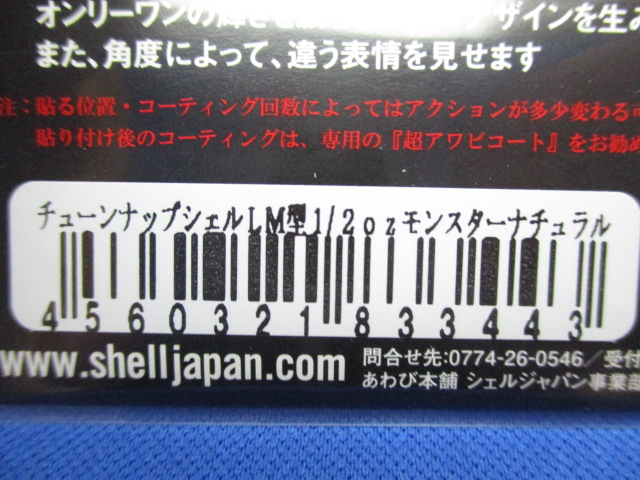 オンリーワンの輝きを デザインを生み
また、角度によって、違う表情を見せます
注：貼る位置・コーティング回数によってはアクションが多少変わる可
貼り付け後のコーティングは、専用の『超アワビコート』をお勧め
チューンナップシェルLM型1/2ozモンスターナチュラル
4560321833443
www.shelljapan.com
問合せ先:0774-26-0546／受付
あわび本舗 シェルジャパン事業部